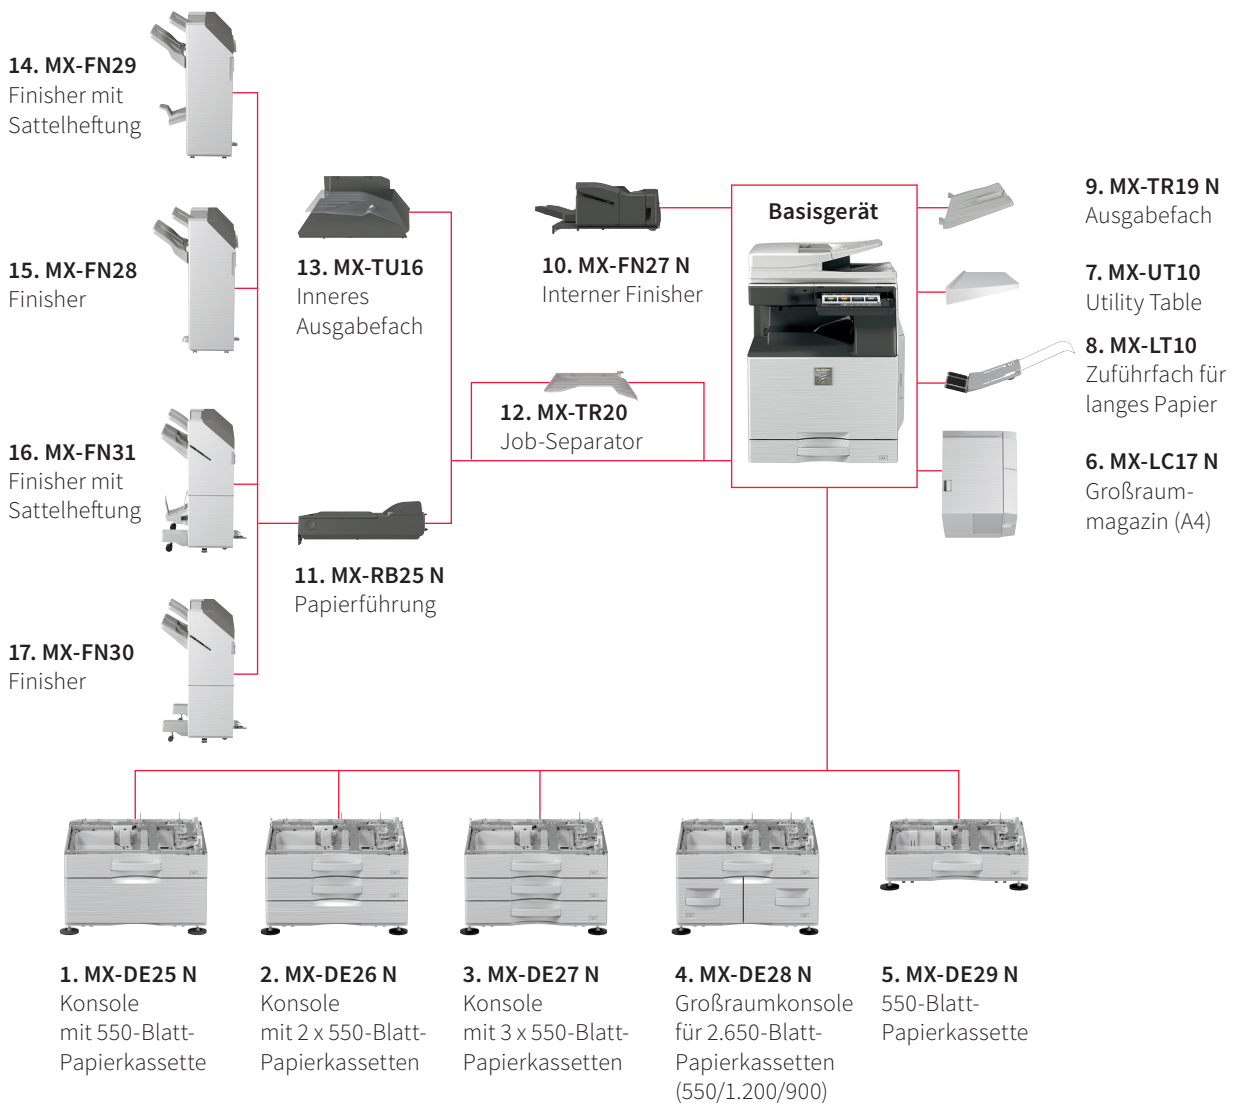 14. MX-FN29
Finisher mit
Sattelheftung
15. MX-FN28
Finisher
16. MX-FN31
Finisher mit
Sattelheftung
17. MX-FN30
Finisher
13. MX-TU16
Inneres
Ausgabefach
11. MX-RB25 N
Papierführung
10. MX-FN27 N
Interner Finisher
12. MX-TR20
Job-Separator
Basisgerät
9. MX-TR19 N
Ausgabefach
7. MX-UT10
Utility Table
8. MX-LT10
Zuführfach für
langes Papier
6. MX-LC17 N
Großraum-
magazin (A4)
1. MX-DE25 N
Konsole
mit 550-Blatt-
Papierkassette
2. MX-DE26 N
Konsole
mit 2 x 550-Blatt-
Papierkassetten
3. MX-DE27 N
Konsole
mit 3 x 550-Blatt-
Papierkassetten
4. MX-DE28 N
Großraumkonsole
für 2.650-Blatt-
Papierkassetten
(550/1.200/900)
5. MX-DE29 N
550-Blatt-
Papierkassette